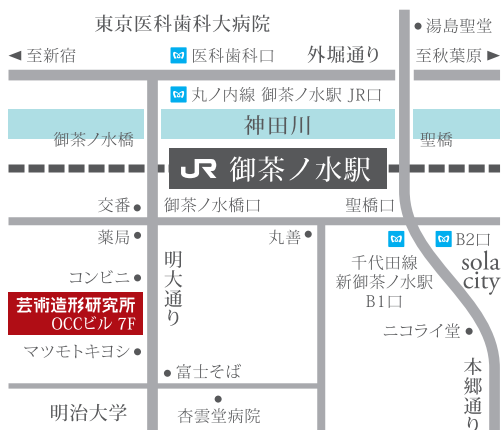 東京医科歯科大病院
湯島聖堂
至新宿
医科歯科口
外堀通り
至秋葉原
丸ノ内線 御茶ノ水駅 JR口
神田川
御茶ノ水橋
聖橋
JR 御茶ノ水駅
交番
御茶ノ水橋口
聖橋口
薬局
丸善
B2口
明大通り
千代田線
新御茶ノ水駅
B1口
sola
city
コンビニ
芸術造形研究所
OCCビル 7F
ニコライ堂
マツモトキヨシ
本郷通り
富士そば
明治大学
杏雲堂病院